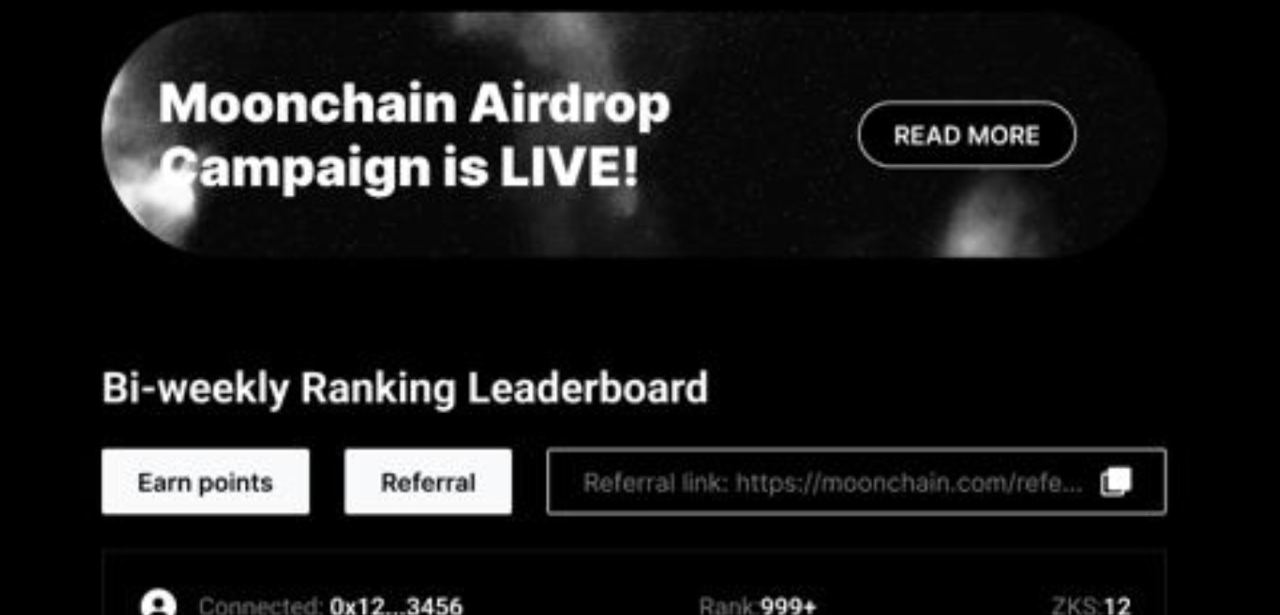 Moonchain Airdrop
Campaign is LIVE!
READ MORE
Bi-weekly Ranking Leaderboard
Earn points
Referral
Referral link: https://moonchain.com/refe...
Connected: 0x12...3456
Rank:999+
ZKS:12